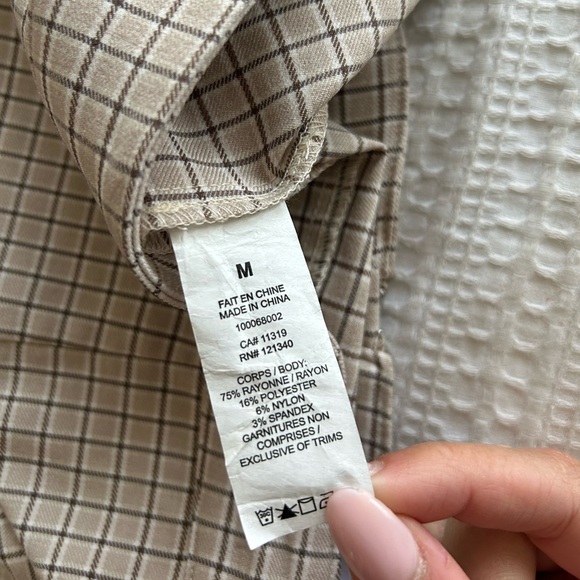 M
FAIT EN CHINE
MADE IN CHINA
100068002
CA# 11319
RN# 121340
CORPS / BODY:
75% RAYONNE / RAYON
16% POLYESTER
6% NYLON
3% SPANDEX
GARNITURES NON
COMPRISES /
EXCLUSIVE OF TRIMS